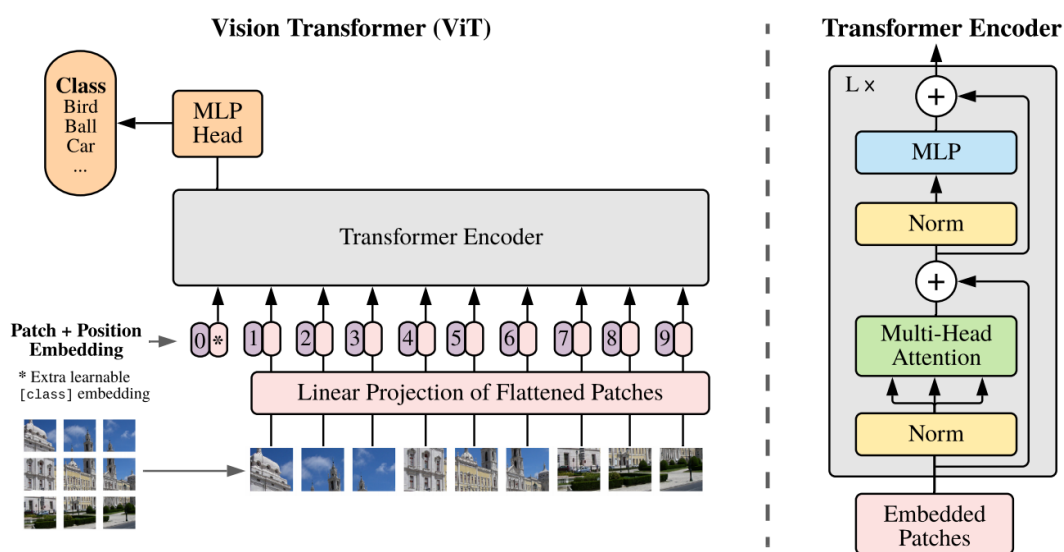 Vision Transformer (ViT)
Class
Bird
Ball
Car
...
MLP
Head
Transformer Encoder
Patch + Position
Embedding
0 * 1 2 3 4 5 6 7 8 9
* Extra learnable
[class] embedding
Linear Projection of Flattened Patches
Transformer Encoder
L ×
+
MLP
Norm
+
Multi-Head
Attention
Norm
Embedded
Patches